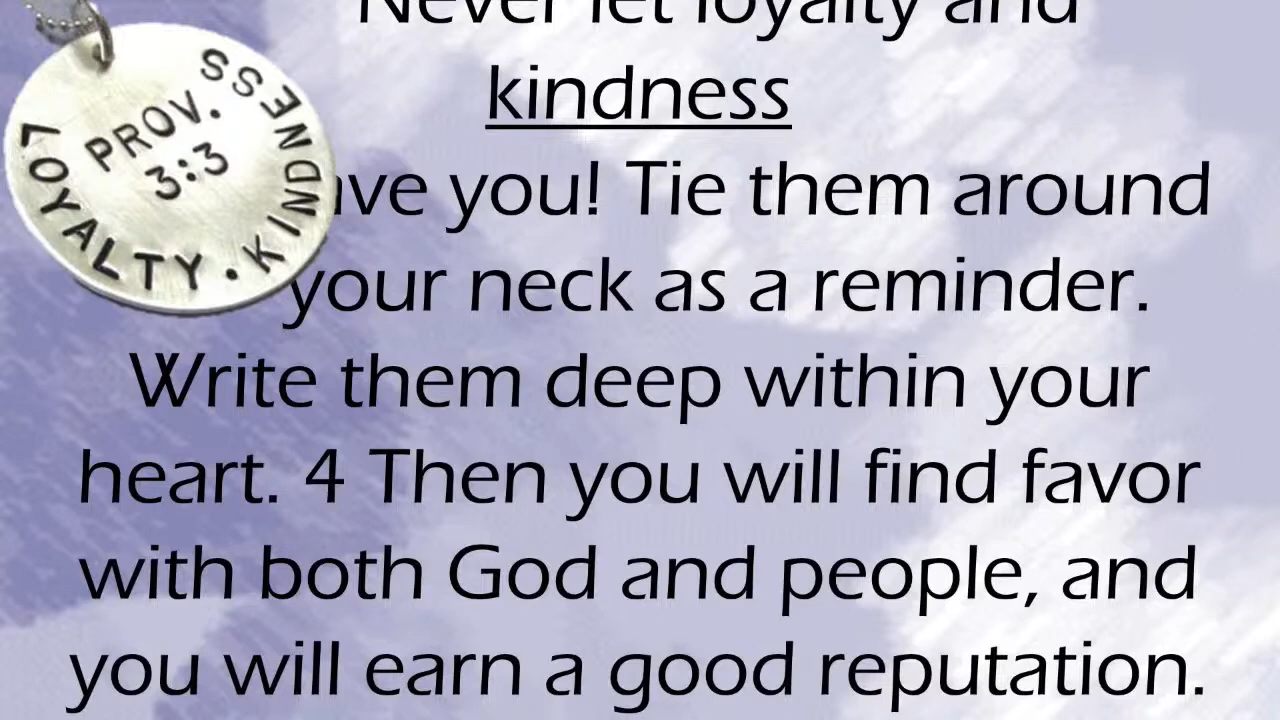 Never let loyalty and
kindness
ave you! Tie them around
your neck as a reminder.
Write them deep within your
heart. 4 Then you will find favor
with both God and people, and
you will earn a good reputation.
PROV.
3:3
LOYALTY · KINDNESS